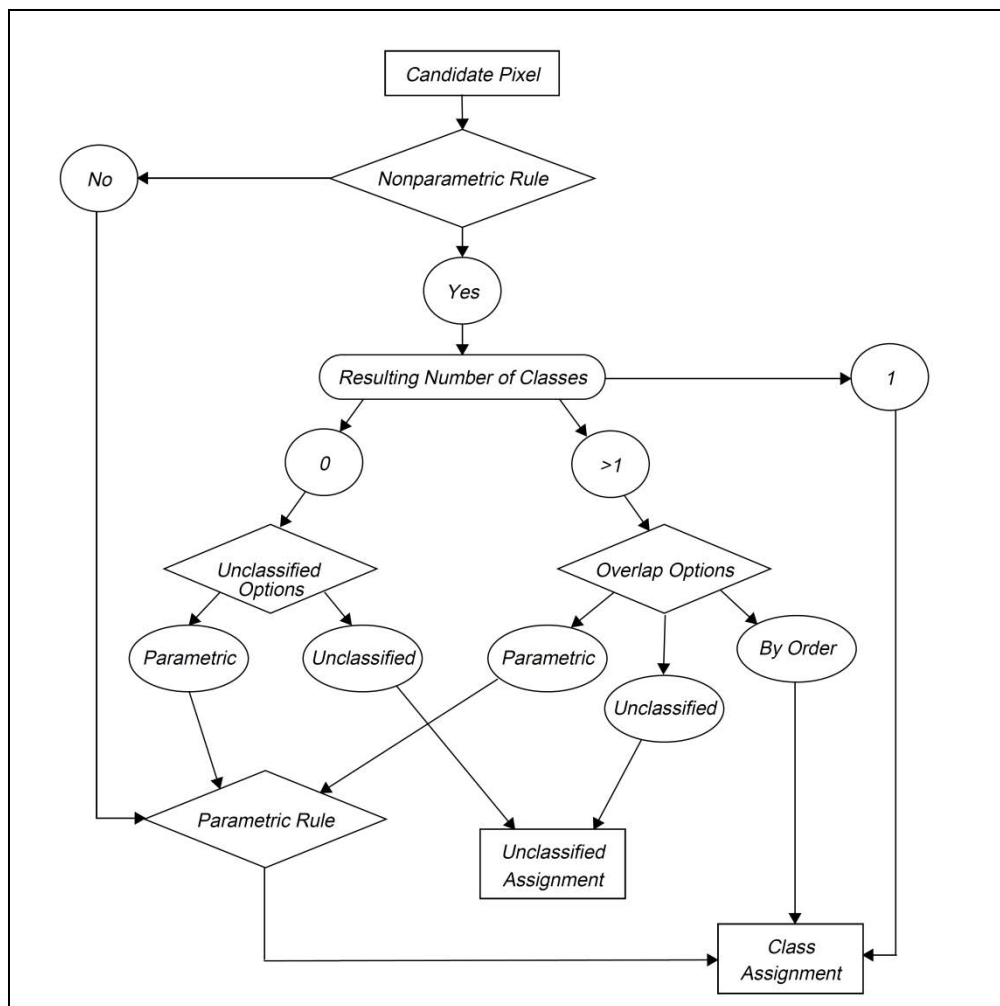 Candidate Pixel
No
Nonparametric Rule
Yes
Resulting Number of Classes
1
0
>1
Unclassified
Options
Overlap Options
Parametric
Unclassified
Parametric
By Order
Unclassified
Parametric Rule
Unclassified
Assignment
Class
Assignment